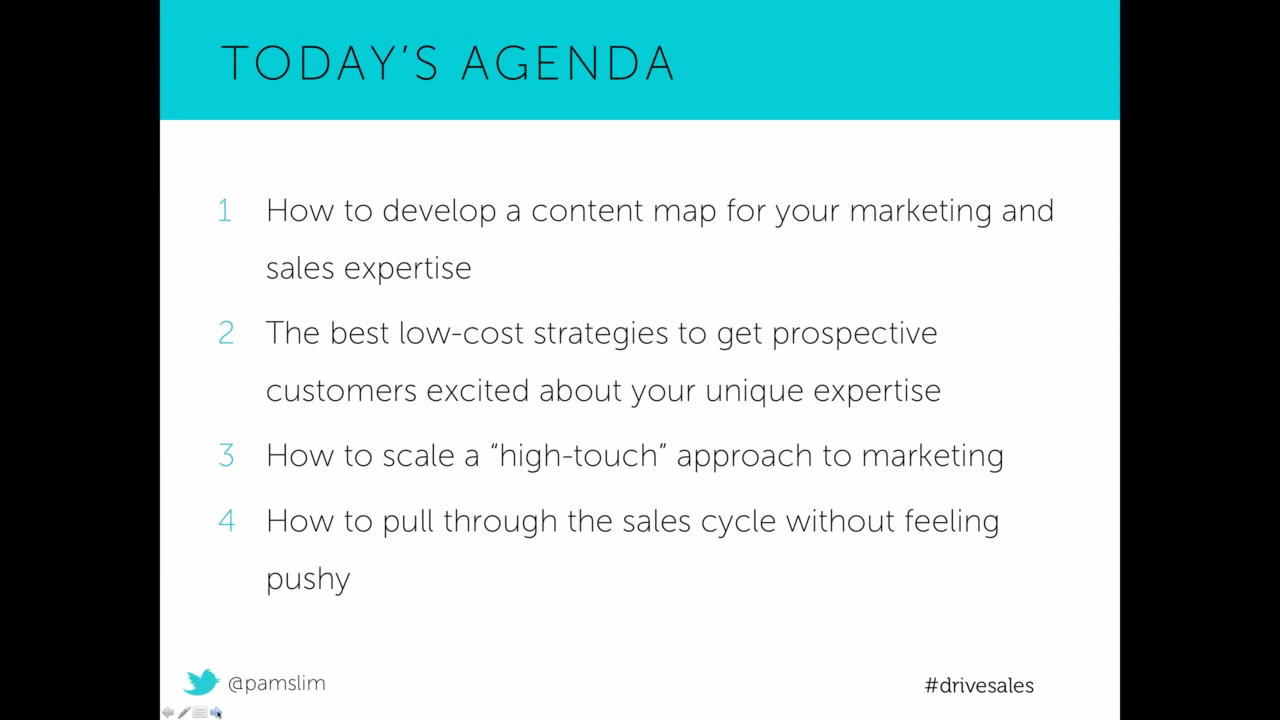 TODAY’S AGENDA
1 How to develop a content map for your marketing and
sales expertise
2 The best low-cost strategies to get prospective
customers excited about your unique expertise
3 How to scale a “high-touch” approach to marketing
4 How to pull through the sales cycle without feeling
pushy
@pamslim
#drivesales